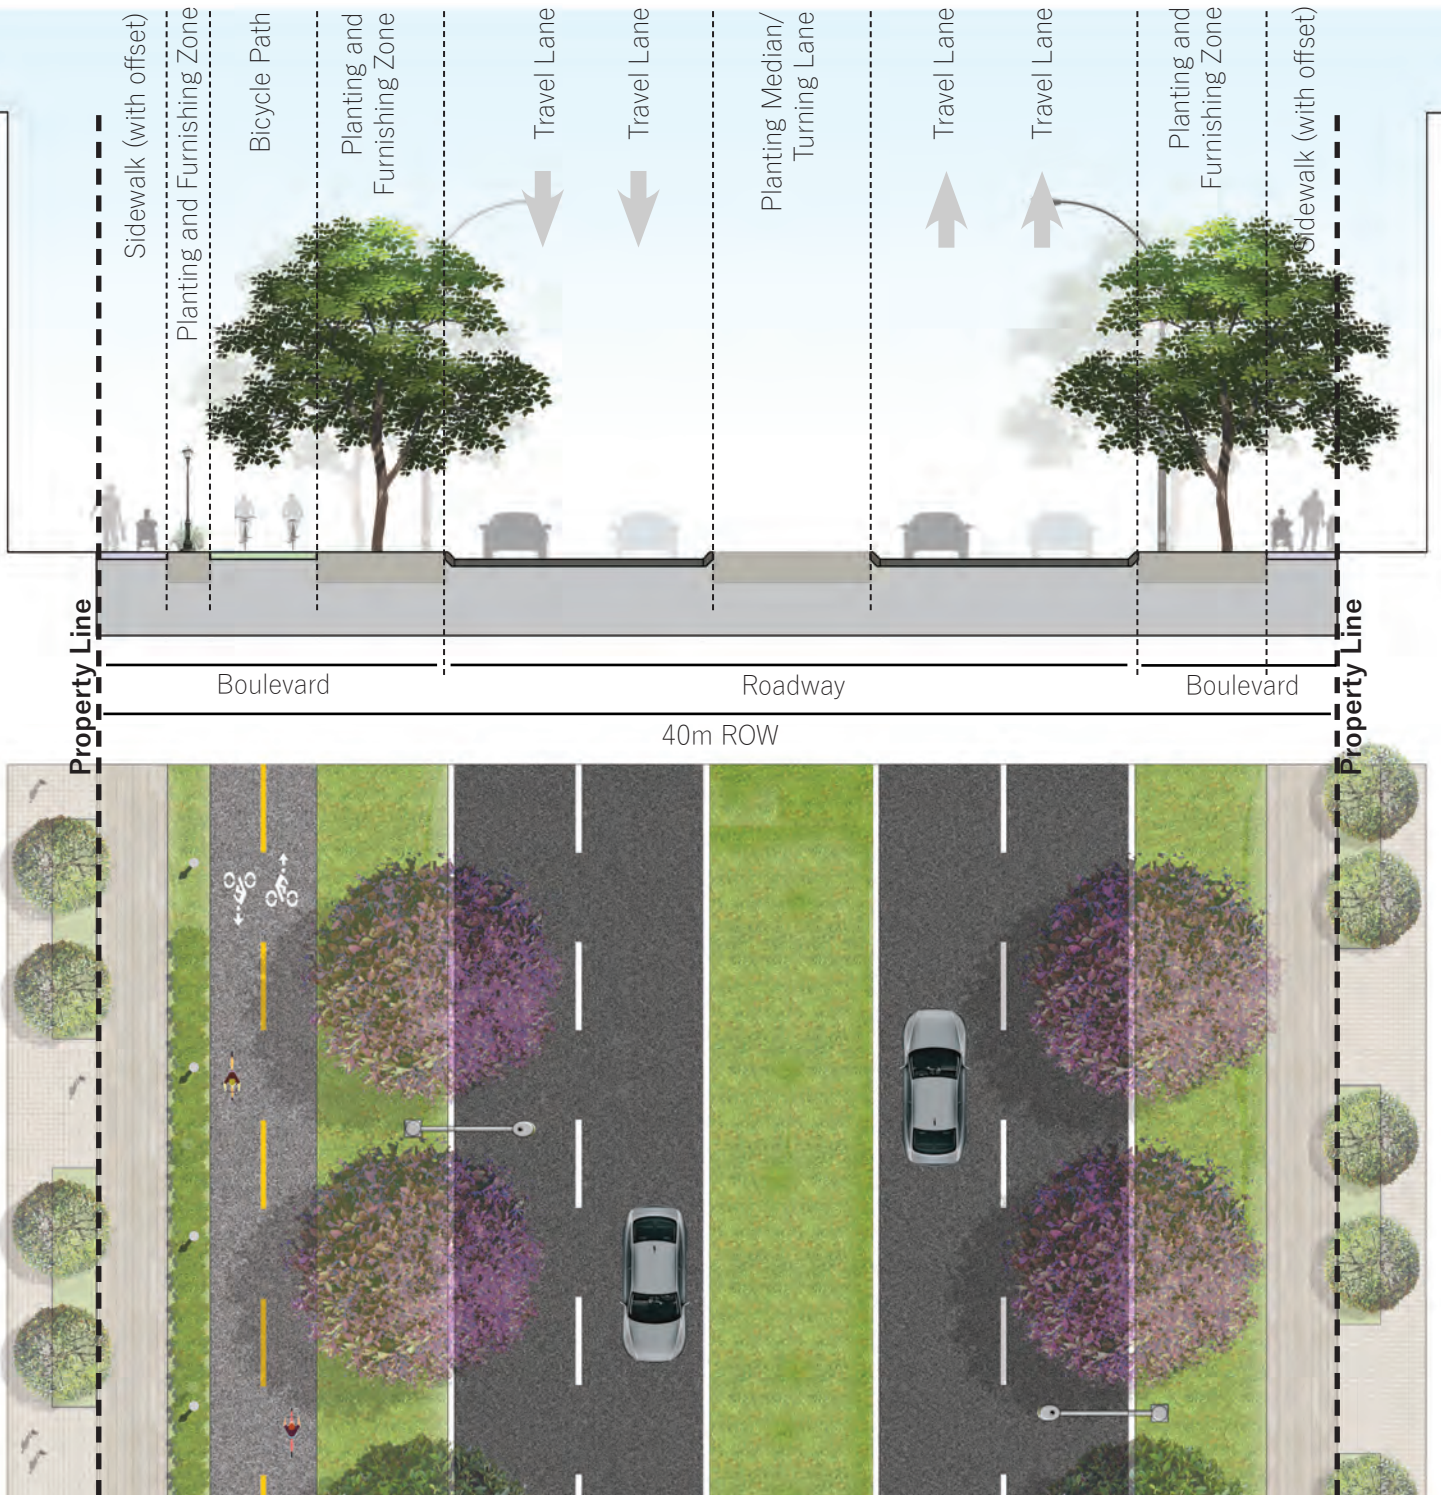 Sidewalk (with offset)
Planting and Furnishing Zone
Bicycle Path
Planting and
Furnishing Zone
Travel Lane
Travel Lane
Planting Median/
Turning Lane
Travel Lane
Travel Lane
Planting and
Furnishing Zone
Sidewalk (with offset)
Property Line
Property Line
Boulevard
Roadway
Boulevard
40m ROW